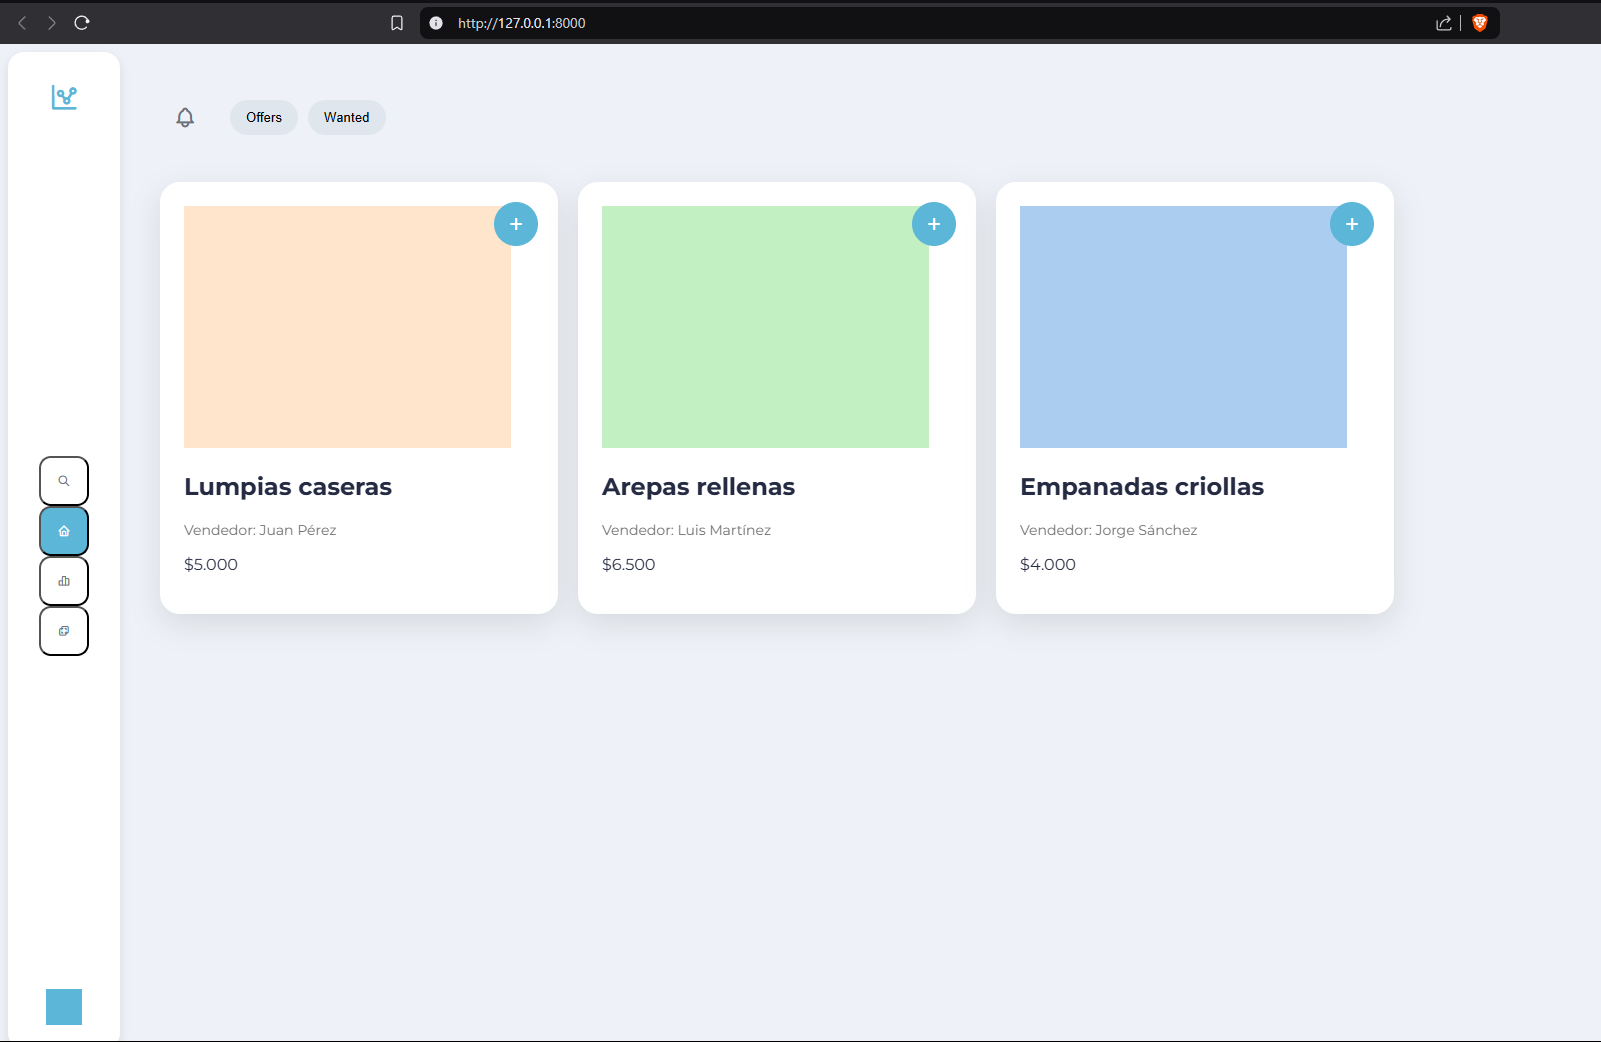 http://127.0.0.1:8000
Offers
Wanted
+
+
+
Lumpias caseras
Vendedor: Juan Pérez
$5.000
Arepas rellenas
Vendedor: Luis Martínez
$6.500
Empanadas criollas
Vendedor: Jorge Sánchez
$4.000